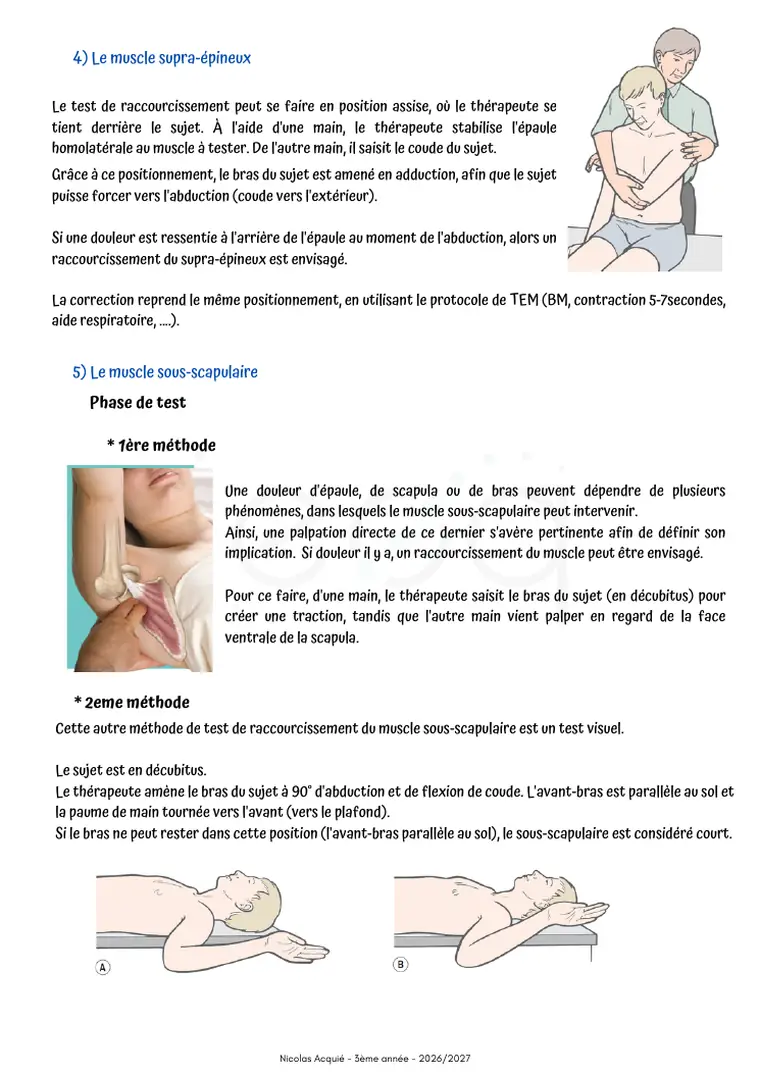 4) Le muscle supra-épineux
Le test de raccourcissement peut se faire en position assise, où le thérapeute se
tient derrière le sujet. À l'aide d'une main, le thérapeute stabilise l'épaule
homolatérale au muscle à tester. De l'autre main, il saisit le coude du sujet.
Grâce à ce positionnement, le bras du sujet est amené en adduction, afin que le sujet
puisse forcer vers l'abduction (coude vers l'extérieur).
Si une douleur est ressentie à l'arrière de l'épaule au moment de l'abduction, alors un
raccourcissement du supra-épineux est envisagé.
La correction reprend le même positionnement, en utilisant le protocole de TEM (BM, contraction 5-7secondes,
aide respiratoire, ....).
5) Le muscle sous-scapulaire
Phase de test
* 1ère méthode
Une douleur d'épaule, de scapula ou de bras peuvent dépendre de plusieurs
phénomènes, dans lesquels le muscle sous-scapulaire peut intervenir.
Ainsi, une palpation directe de ce dernier s'avère pertinente afin de définir son
implication. Si douleur il y a, un raccourcissement du muscle peut être envisagé.
Pour ce faire, d'une main, le thérapeute saisit le bras du sujet (en décubitus) pour
créer une traction, tandis que l'autre main vient palper en regard de la face
ventrale de la scapula.
* 2eme méthode
Cette autre méthode de test de raccourcissement du muscle sous-scapulaire est un test visuel.
Le sujet est en décubitus.
Le thérapeute amène le bras du sujet à 90° d'abduction et de flexion de coude. L'avant-bras est parallèle au sol et
la paume de main tournée vers l'avant (vers le plafond).
Si le bras ne peut rester dans cette position (l'avant-bras parallèle au sol), le sous-scapulaire est considéré court.
A
B
Nicolas Acquié - 3ème année - 2026/2027